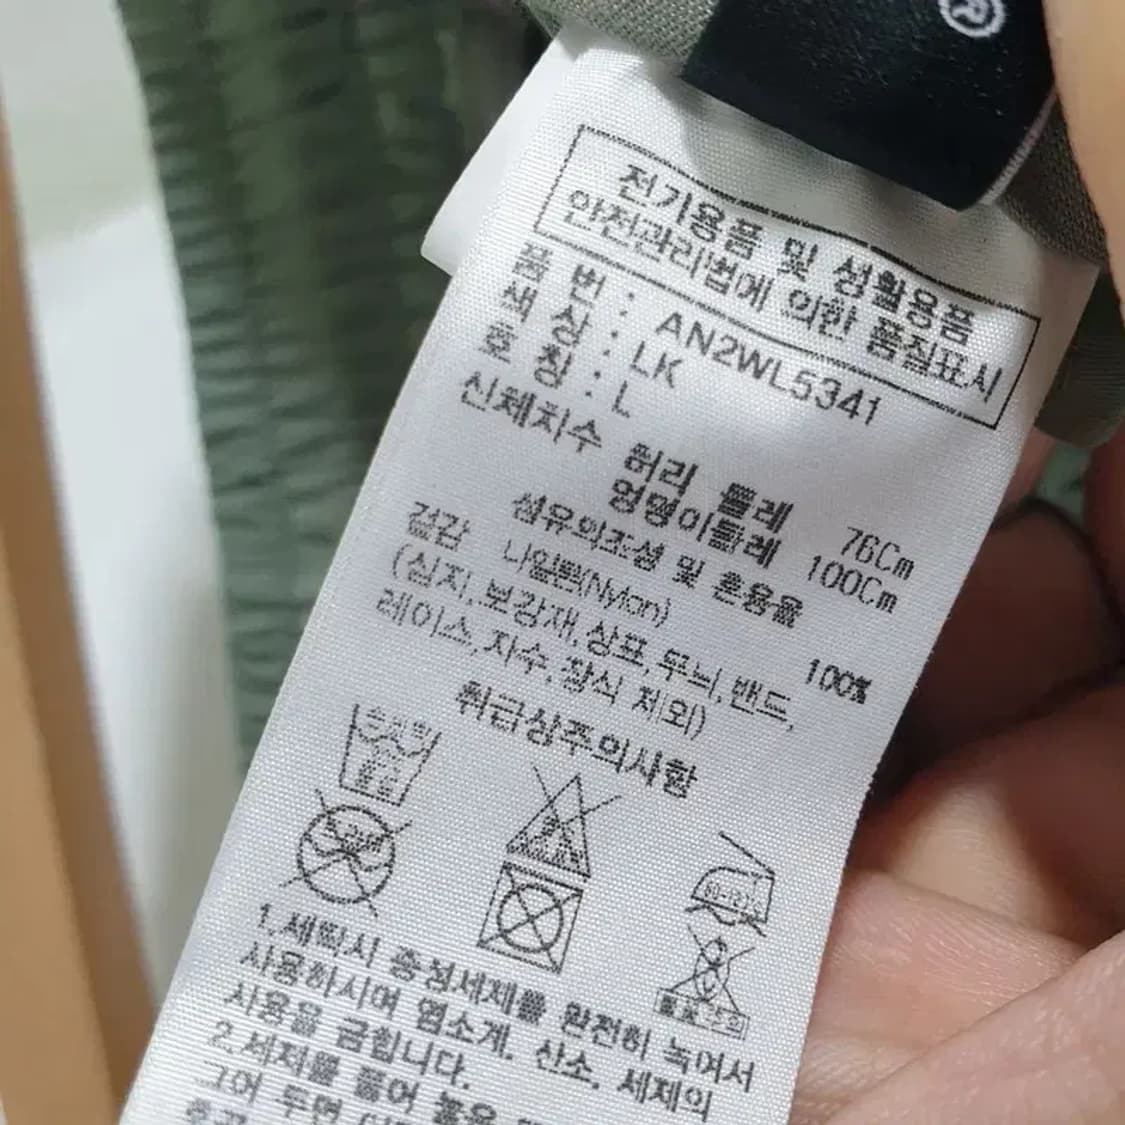 ®
전기용품 및 생활용품
안전관리법에 의한 품질표시
품 번 : AN2WL5341
색 상 : LK
호 칭 : L
신체치수 허리 둘레 76Cm
엉덩이둘레 100Cm
섬유의조성 및 혼용율
겉감 나일론(Nylon) 100%
(심지, 보강재, 상표, 무늬, 밴드,
레이스, 자수, 장식 제외)
취급상주의사항
1.세탁시 중성세제를 완전히 녹여서
사용하시며 염소계, 산소, 세제의
사용을 금합니다.
2.세제를 풀어 놓은
그어 두면